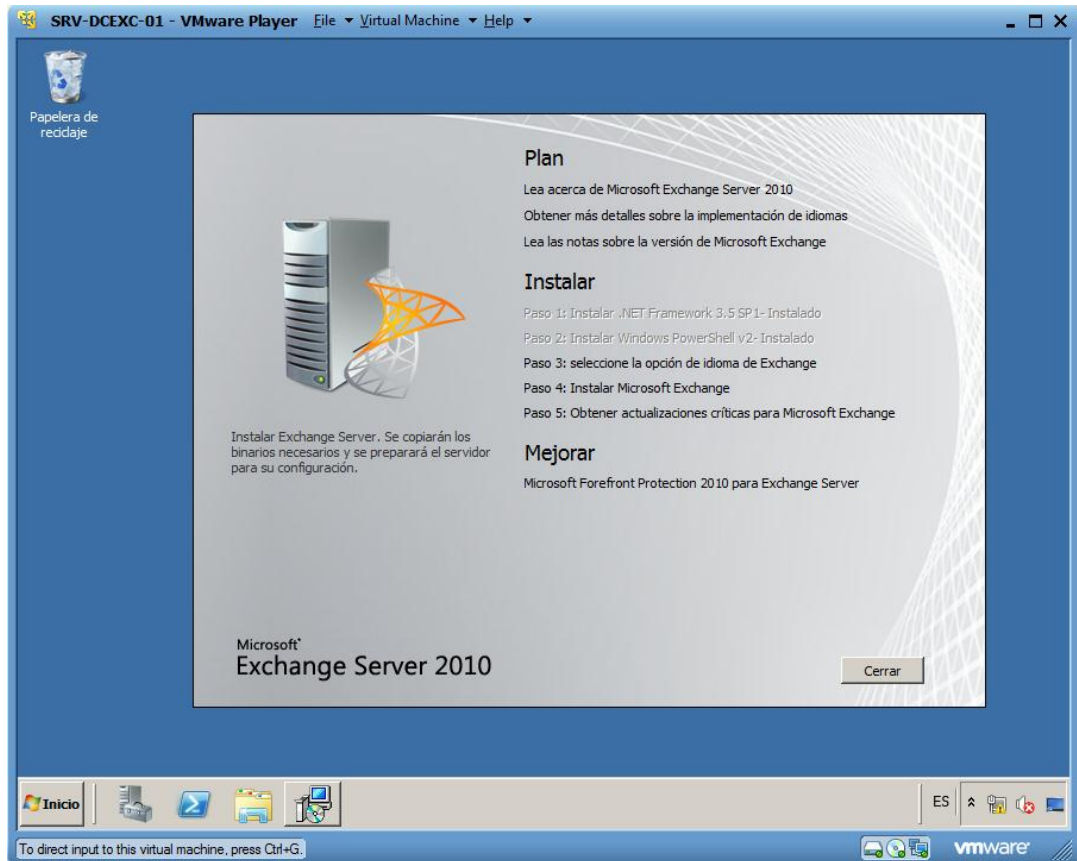 SRV-DCEXC-01 - VMware Player File Virtual Machine Help
Papelera de
reciclaje
Plan
Lea acerca de Microsoft Exchange Server 2010
Obtener más detalles sobre la implementación de idiomas
Lea las notas sobre la versión de Microsoft Exchange
Instalar
Paso 1: Instalar .NET Framework 3.5 SP1- Instalado
Paso 2: Instalar Windows PowerShell v2- Instalado
Paso 3: seleccione la opción de idioma de Exchange
Paso 4: Instalar Microsoft Exchange
Paso 5: Obtener actualizaciones críticas para Microsoft Exchange
Instalar Exchange Server. Se copiarán los
binarios necesarios y se preparará el servidor
para su configuración.
Mejorar
Microsoft Forefront Protection 2010 para Exchange Server
Microsoft
Exchange Server 2010
Cerrar
Inicio
ES
To direct input to this virtual machine, press Ctrl+G.
vmware